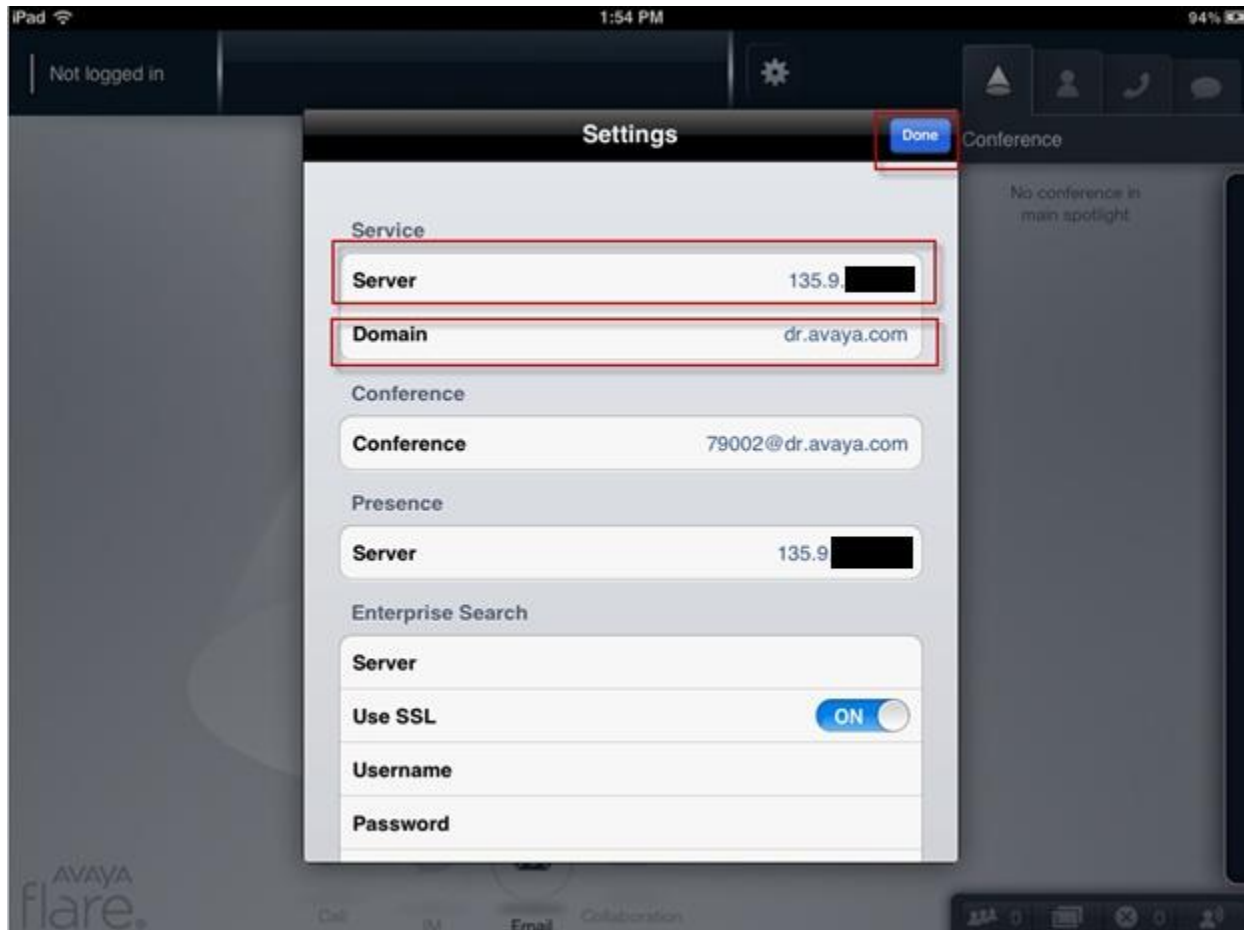 iPad 1:54 PM 94%
Not logged in
Settings Done
Conference
No conference in
main spotlight
Service
Server 135.9.
Domain dr.avaya.com
Conference
Conference 79002@dr.avaya.com
Presence
Server 135.9
Enterprise Search
Server
Use SSL ON
Username
Password
AVAYA
flare.
Call IM Email Collaboration
0 0